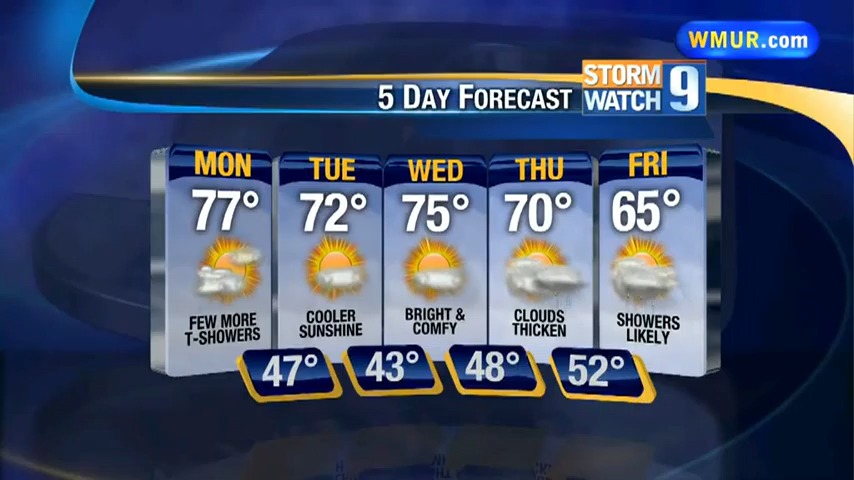 WMUR.com
5 DAY FORECAST
STORM
WATCH 9
MON TUE WED THU FRI
77° 72° 75° 70° 65°
FEW MORE
T-SHOWERS
COOLER
SUNSHINE
BRIGHT &
COMFY
CLOUDS
THICKEN
SHOWERS
LIKELY
47° 43° 48° 52°